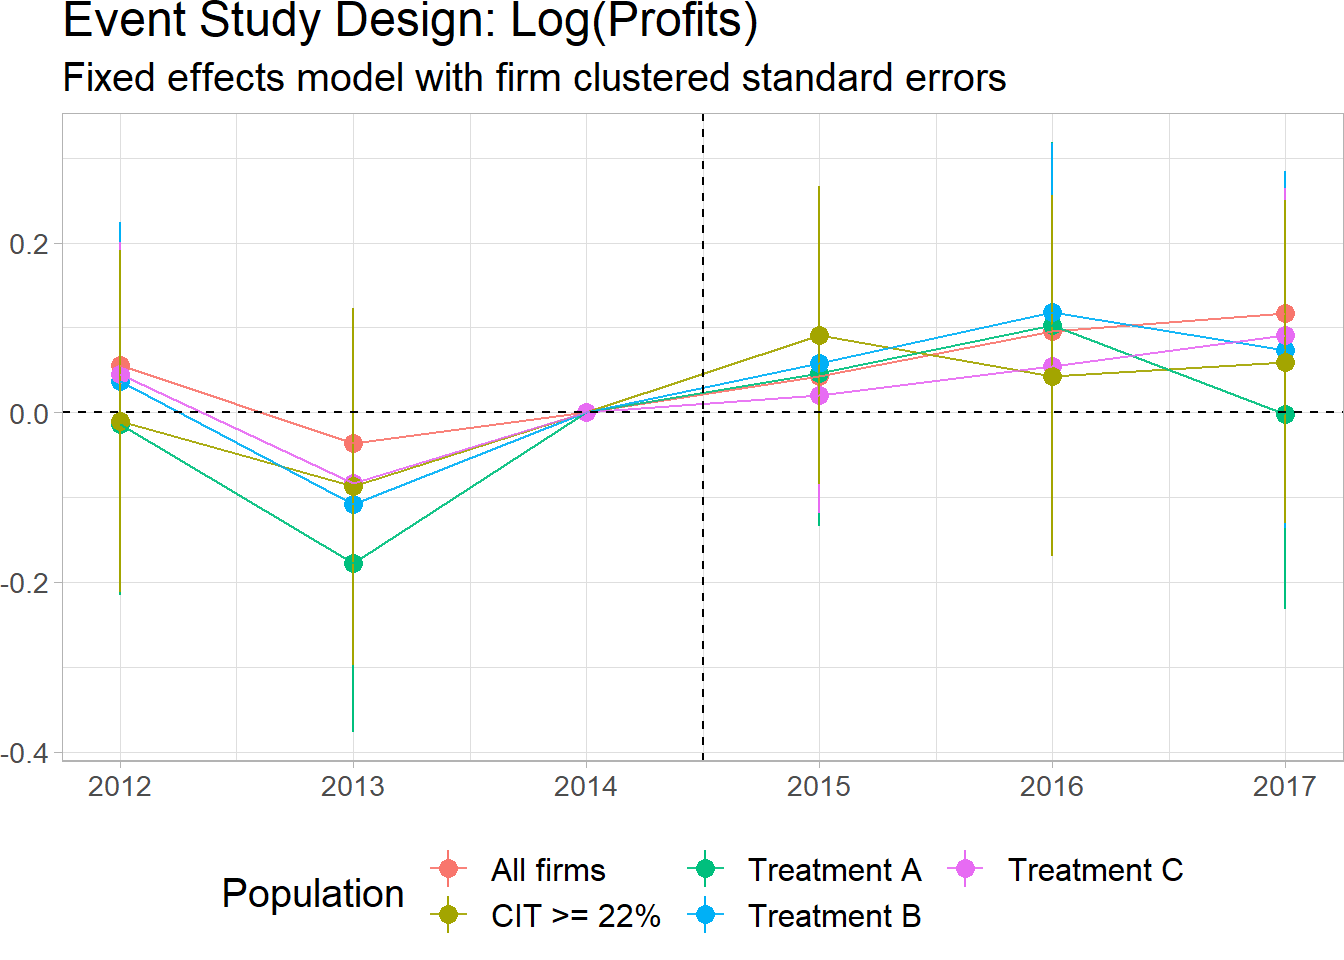 Event Study Design: Log(Profits)
Fixed effects model with firm clustered standard errors
0.2
0.0
-0.2
-0.4
2012 2013 2014 2015 2016 2017
Population
All firms Treatment A Treatment C
CIT >= 22% Treatment B